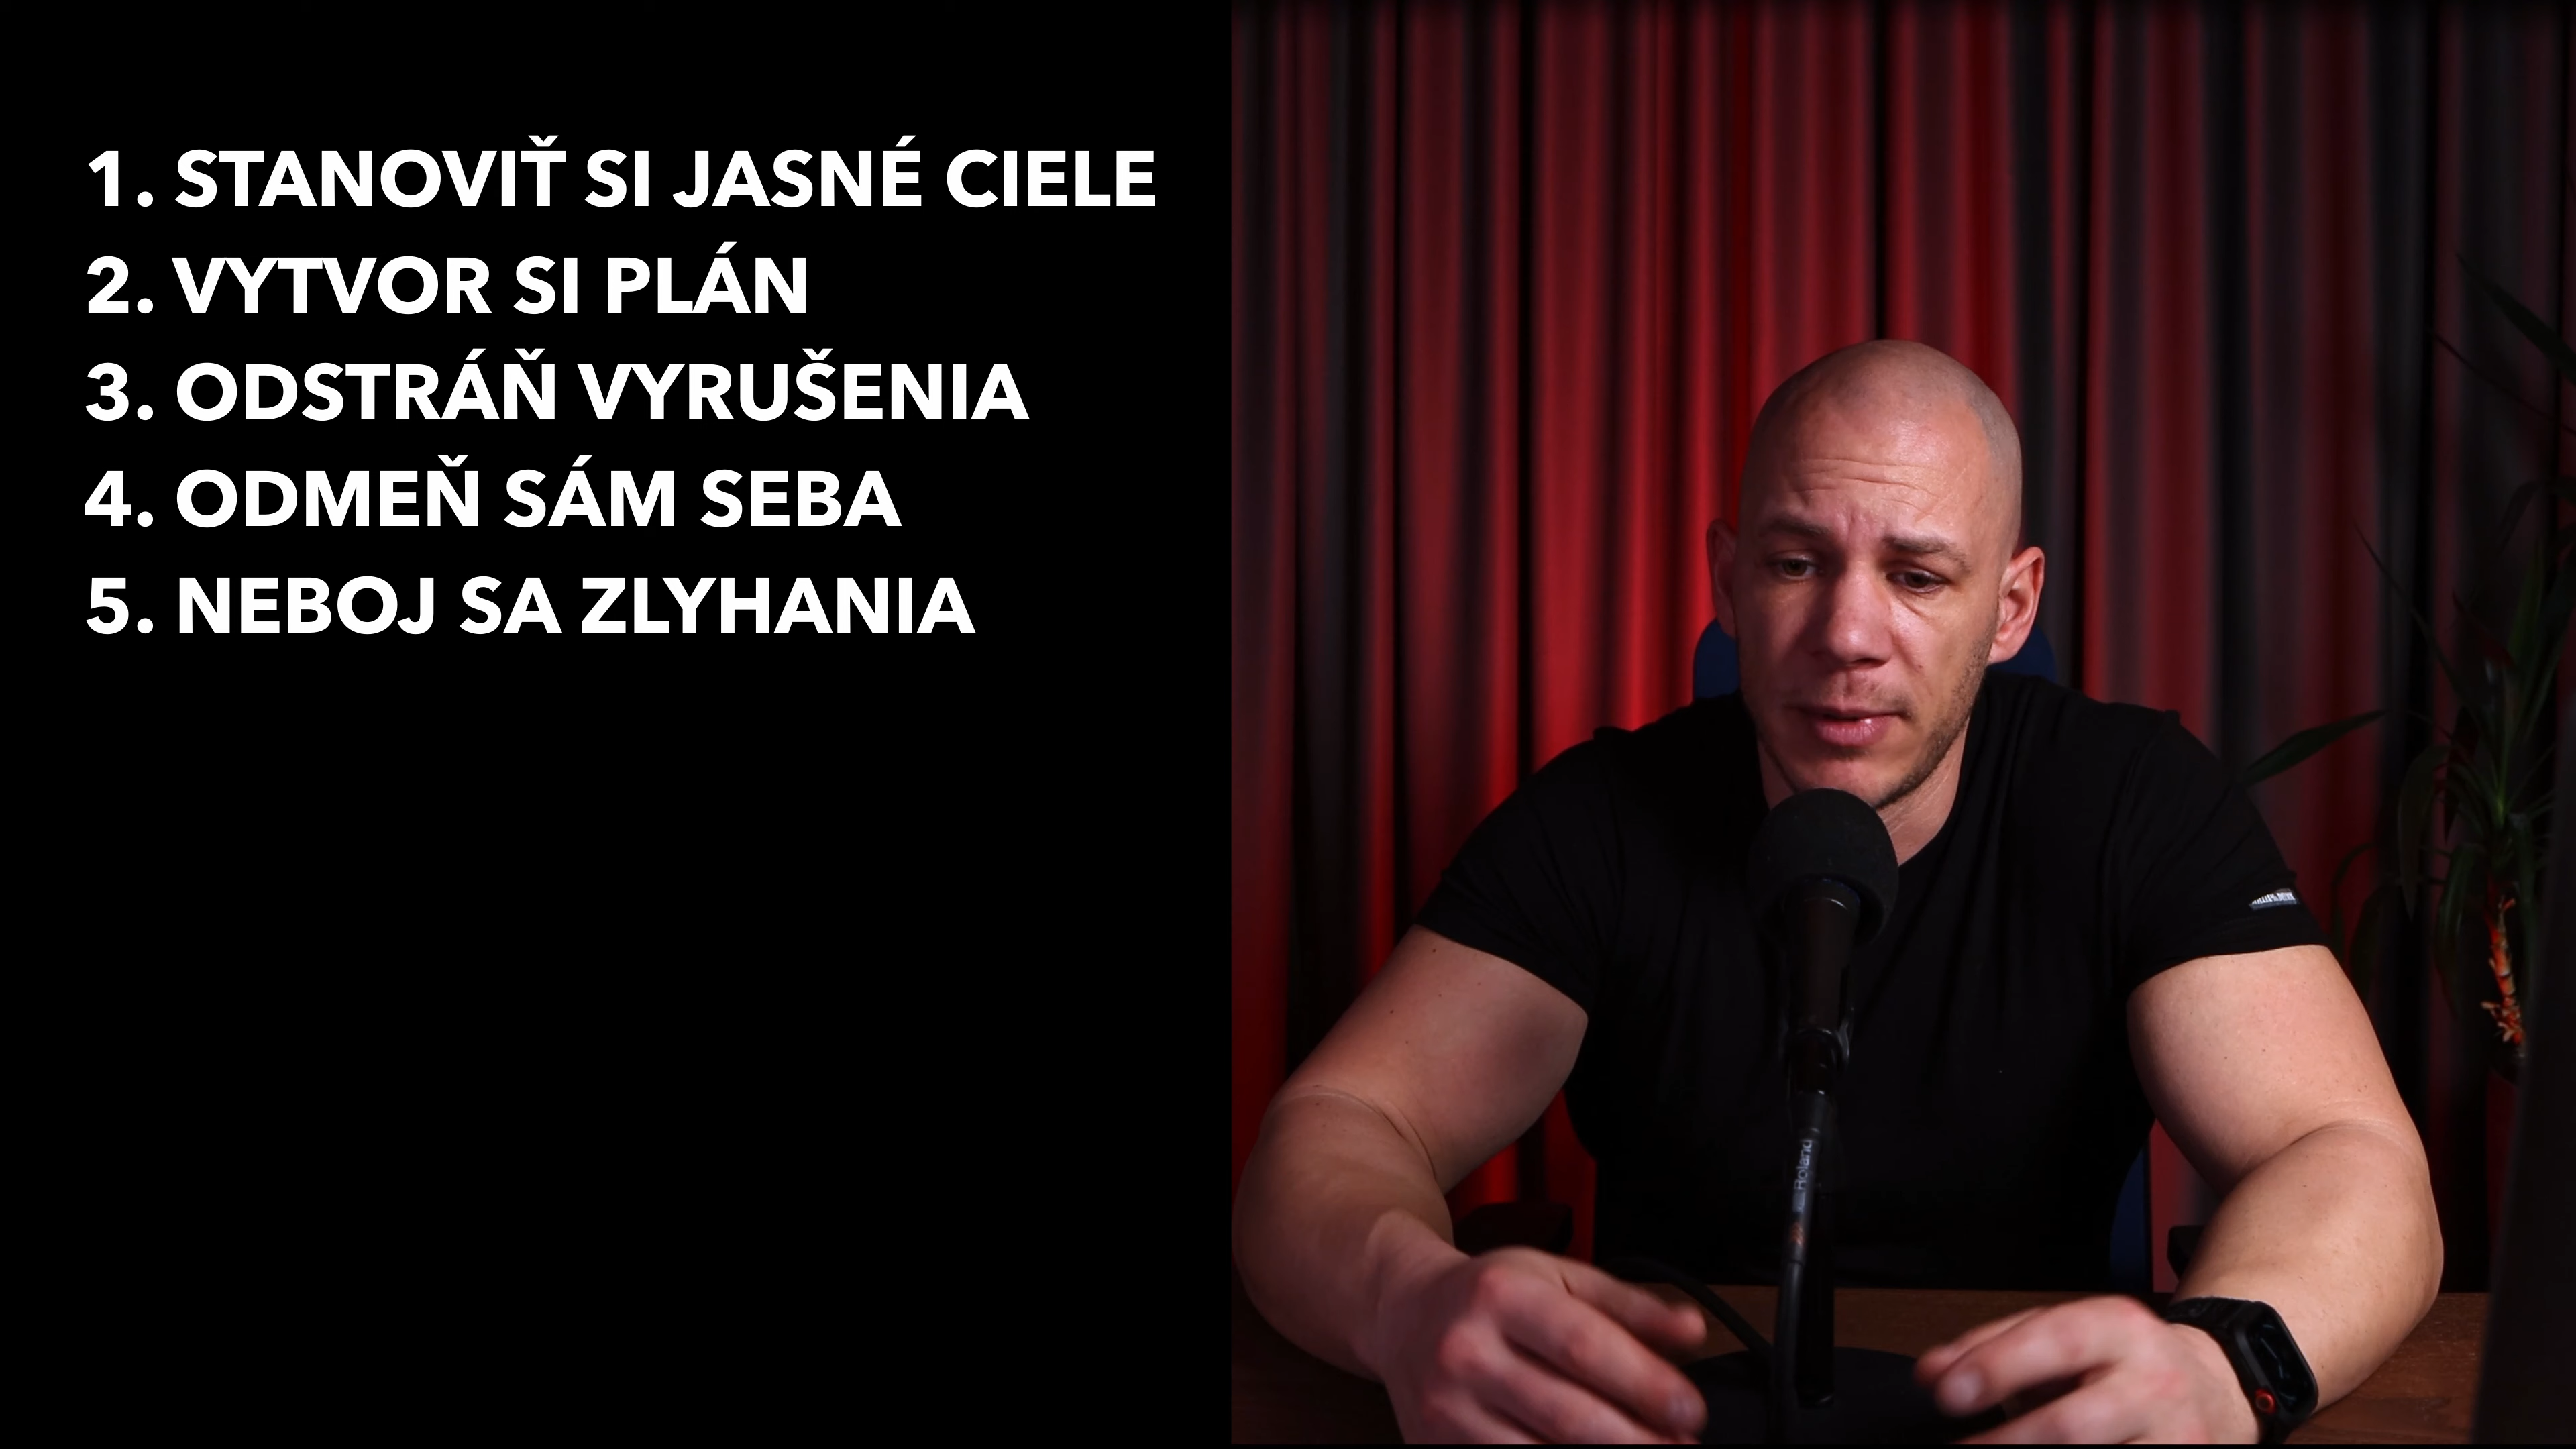 1. STANOVIŤ SI JASNÉ CIELE
2. VYTVOR SI PLÁN
3. ODSTRÁŇ VYRUŠENIA
4. ODMEŇ SÁM SEBA
5. NEBOJ SA ZLYHANIA
Roland